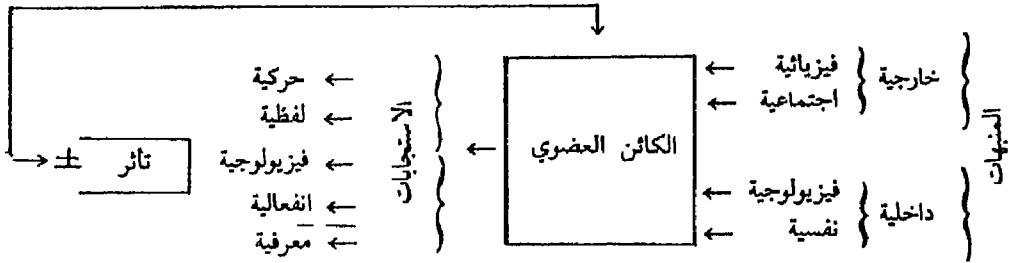 المنبهات
خارجية
فيزيائية
اجتماعية
داخلية
فيزيولوجية
نفسية
الكائن العضوي
الاستجابات
حركية
لفظية
فيزيولوجية
انفعالية
معرفية
تأثر ±